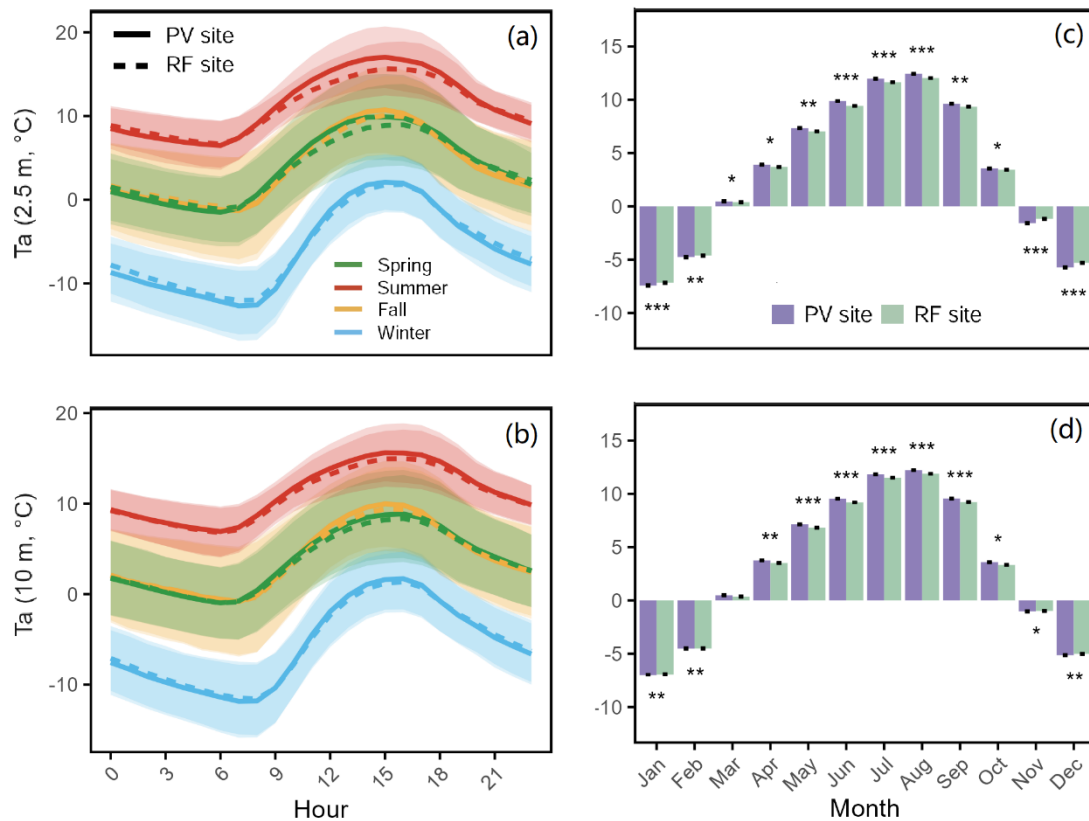 (a)
PV site
RF site
Ta (2.5 m, °C)
20
10
0
-10
Spring
Summer
Fall
Winter
(c)
15
10
5
0
-5
-10
***
**
*
*
**
***
***
***
**
*
***
***
PV site
RF site
(b)
Ta (10 m, °C)
20
10
0
-10
0
3
6
9
12
15
18
21
Hour
(d)
15
10
5
0
-5
-10
**
**
**
***
***
***
***
***
*
*
**
Jan
Feb
Mar
Apr
May
Jun
Jul
Aug
Sep
Oct
Nov
Dec
Month